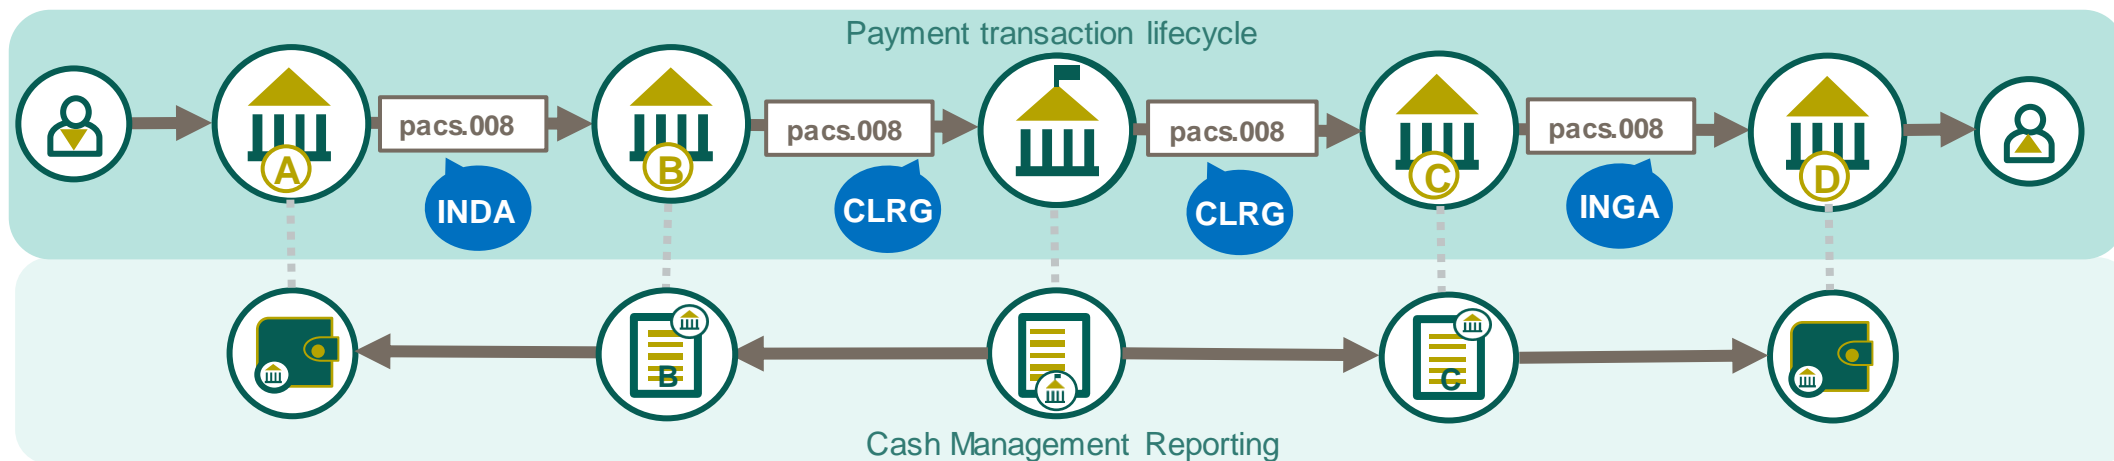 Payment transaction lifecycle
A
pacs.008
B
pacs.008
pacs.008
C
pacs.008
D
INDA
CLRG
CLRG
INGA
B
C
Cash Management Reporting